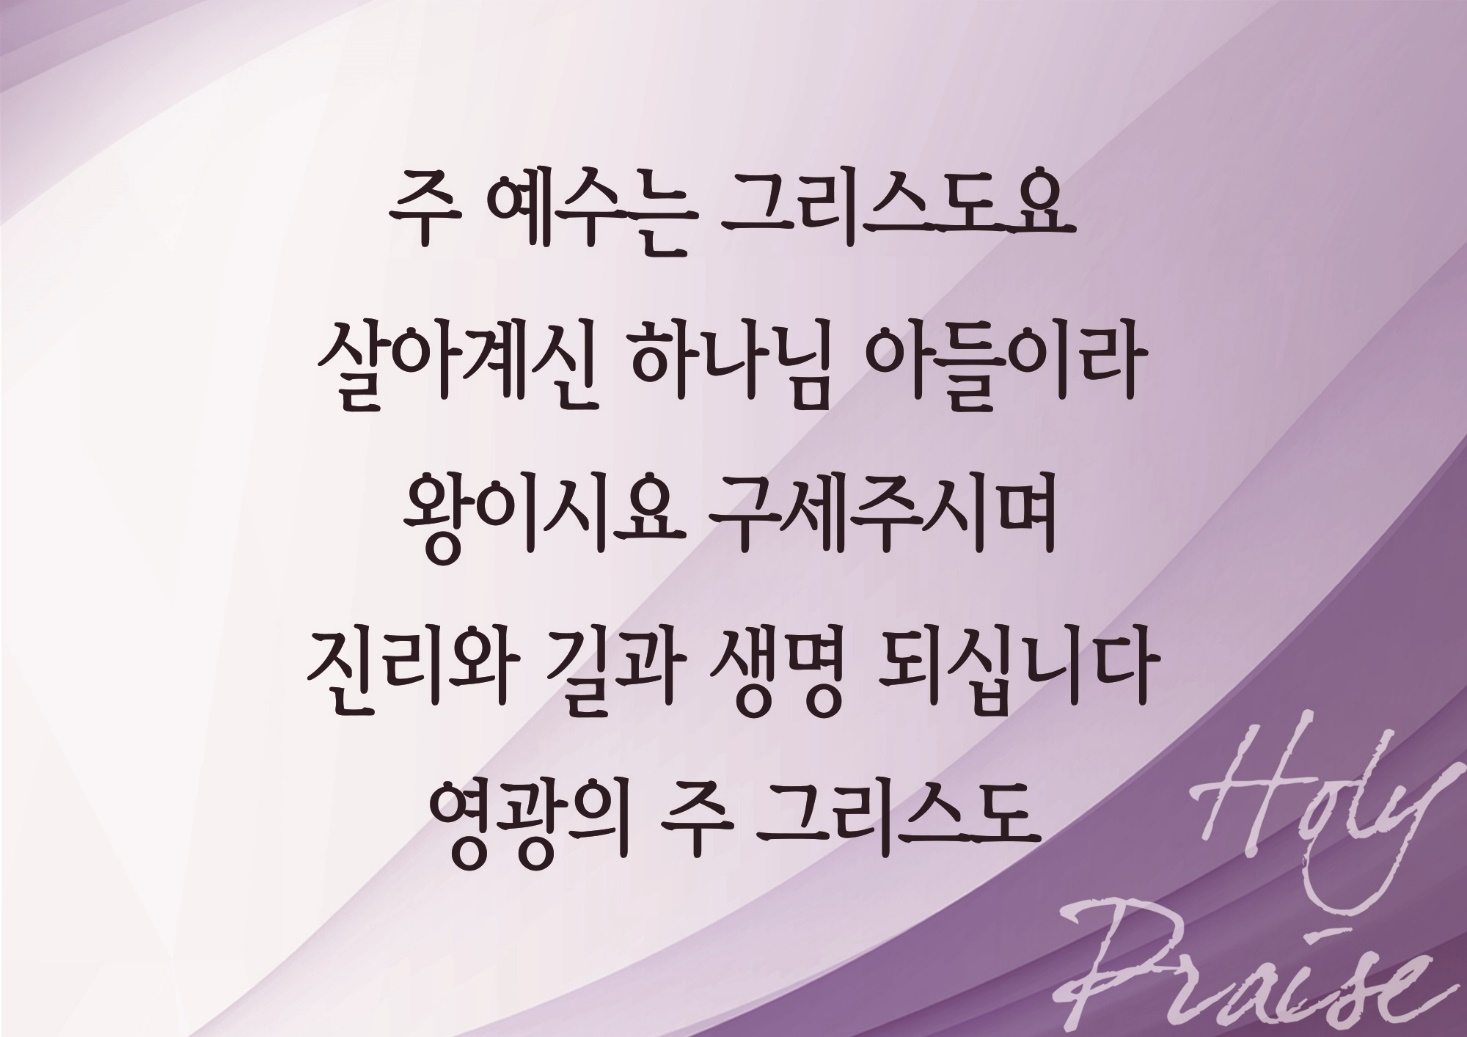 주 예수는 그리스도요
살아계신 하나님 아들이라
왕이시요 구세주시며
진리와 길과 생명 되십니다
영광의 주 그리스도
Holy
Praise